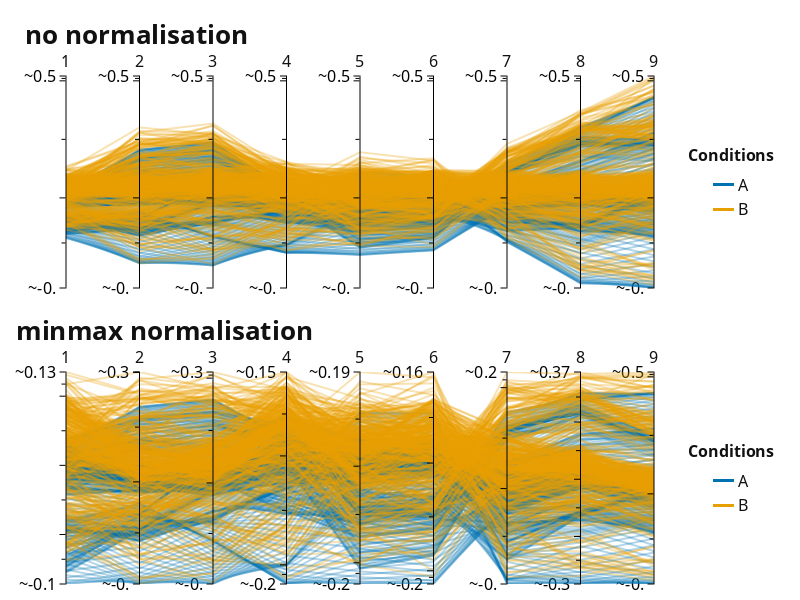 no normalisation
1 2 3 4 5 6 7 8 9
~0.5 ~0.5 ~0.5 ~0.5 ~0.5 ~0.5 ~0.5 ~0.5 ~0.5
Conditions
A
B
~-0. ~-0. ~-0. ~-0. ~-0. ~-0. ~-0. ~-0. ~-0.
minmax normalisation
1 2 3 4 5 6 7 8 9
~0.13 ~0.3 ~0.3 ~0.15 ~0.19 ~0.16 ~0.2 ~0.37 ~0.5
Conditions
A
B
~-0.1 ~-0. ~-0. ~-0.2 ~-0.2 ~-0.2 ~-0. ~-0.3 ~-0.